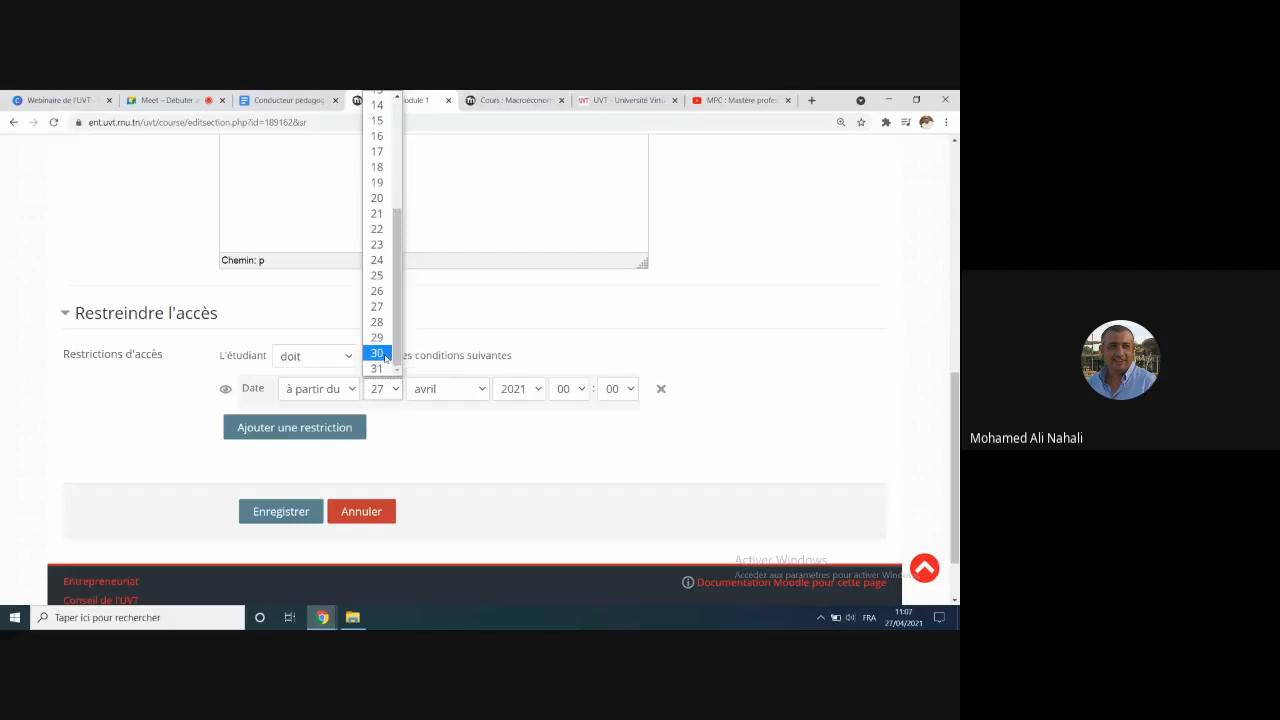 Webinaire de l'UVT
Meet – Débuter
Conducteur pédagog
odule 1
Cours : Macroéconom
UVT - Université Virtu
MPC : Mastère profes
ent.uvt.rnu.tn/uvt/course/editsection.php?id=189162&sr
14
15
16
17
18
19
20
21
22
23
24
25
26
27
28
29
30
31
Chemin: p
Restreindre l'accès
Restrictions d'accès
L'étudiant
doit
es conditions suivantes
Date
à partir du
27
avril
2021
00
:
00
Ajouter une restriction
Enregistrer
Annuler
Mohamed Ali Nahali
Activer Windows
Accédez aux paramètres pour activer Windows
Entrepreneuriat
Documentation Moodle pour cette page
Conseil de l'UVT
Taper ici pour rechercher
FRA
11:07
27/04/2021